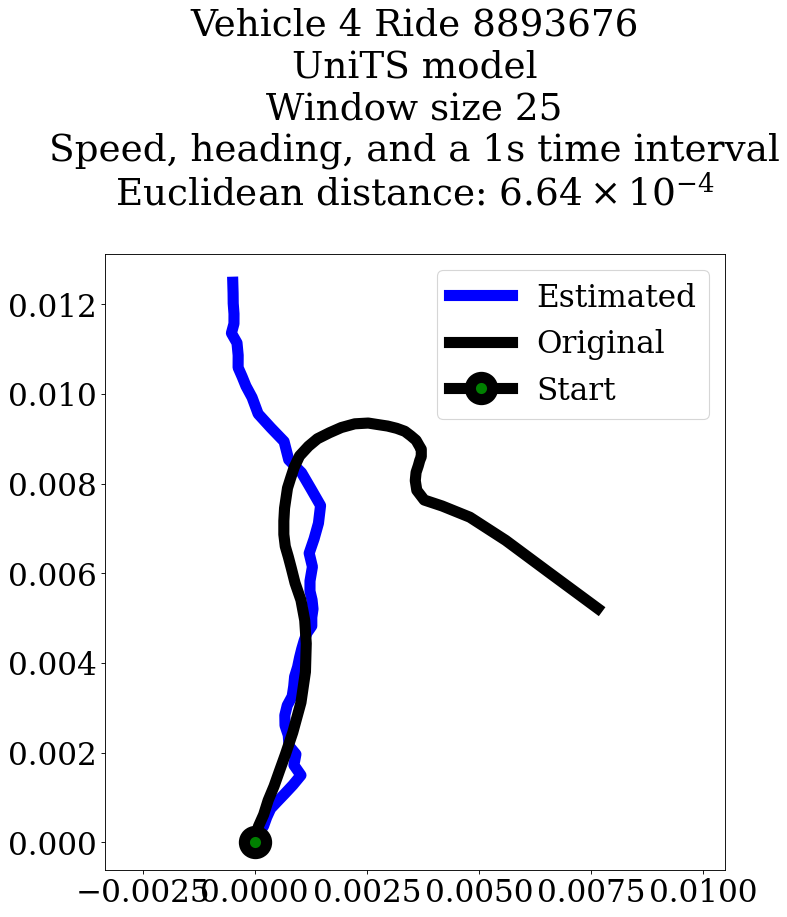 Vehicle 4 Ride 8893676
UniTS model
Window size 25
Speed, heading, and a 1s time interval
Euclidean distance: 6.64 × 10⁻⁴
Estimated
Original
Start
0.012
0.010
0.008
0.006
0.004
0.002
0.000
−0.0025 0.0000 0.0025 0.0050 0.0075 0.0100